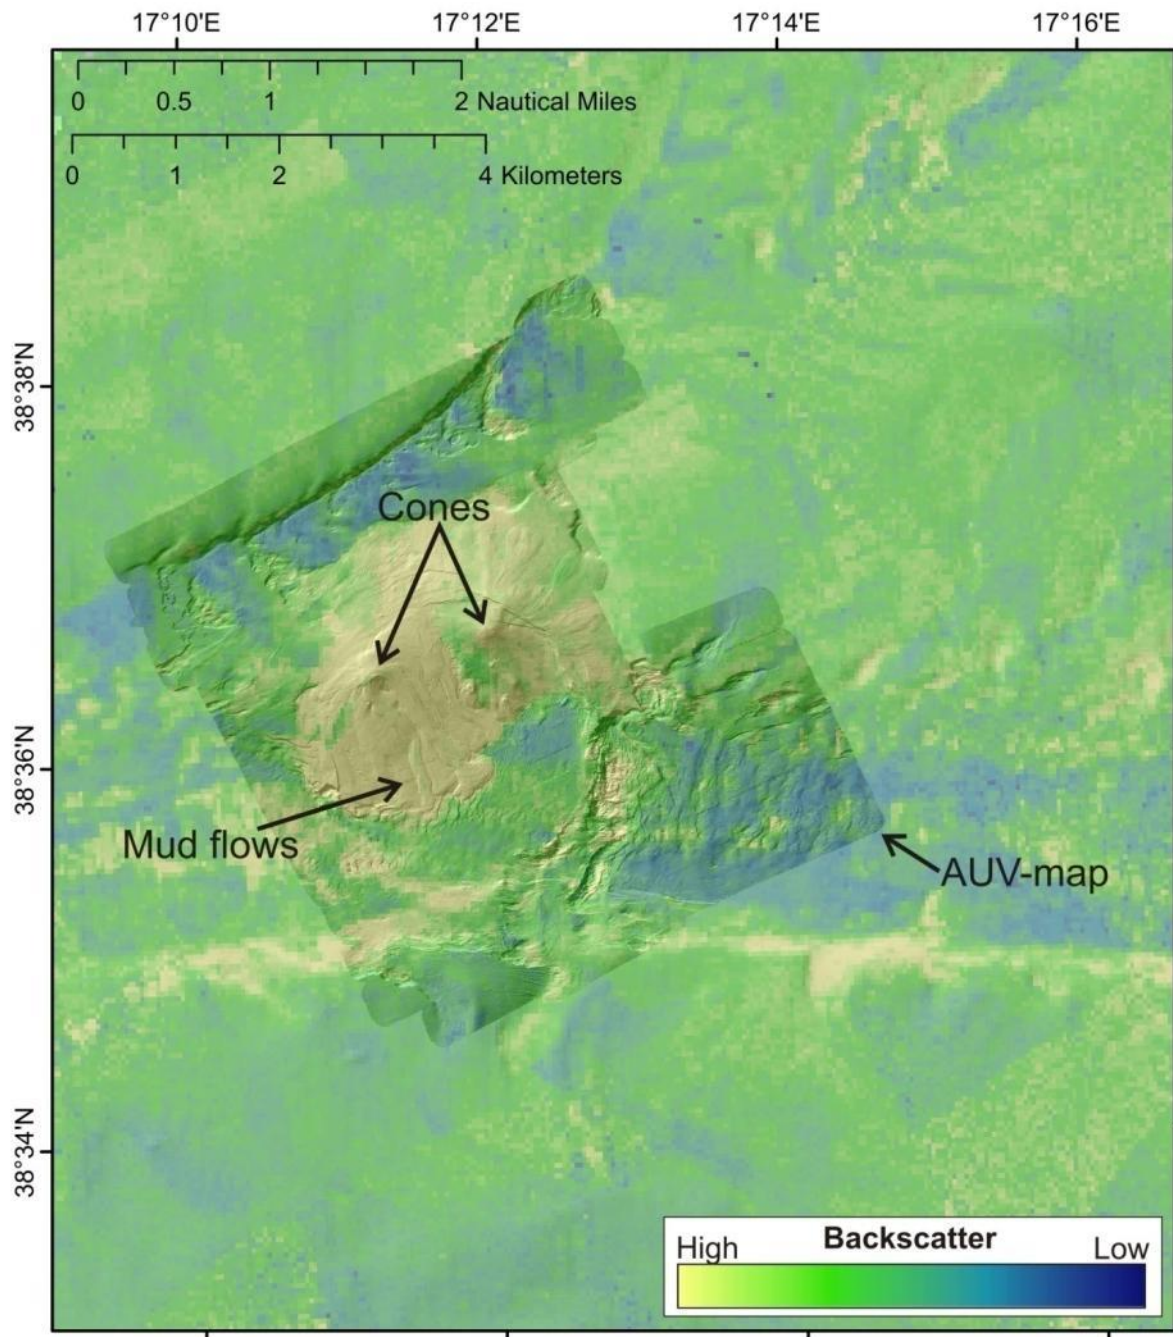 17°10'E 17°12'E 17°14'E 17°16'E
0 0.5 1 2 Nautical Miles
0 1 2 4 Kilometers
38°38'N
Cones
38°36'N
Mud flows
AUV-map
38°34'N
Backscatter
High Low